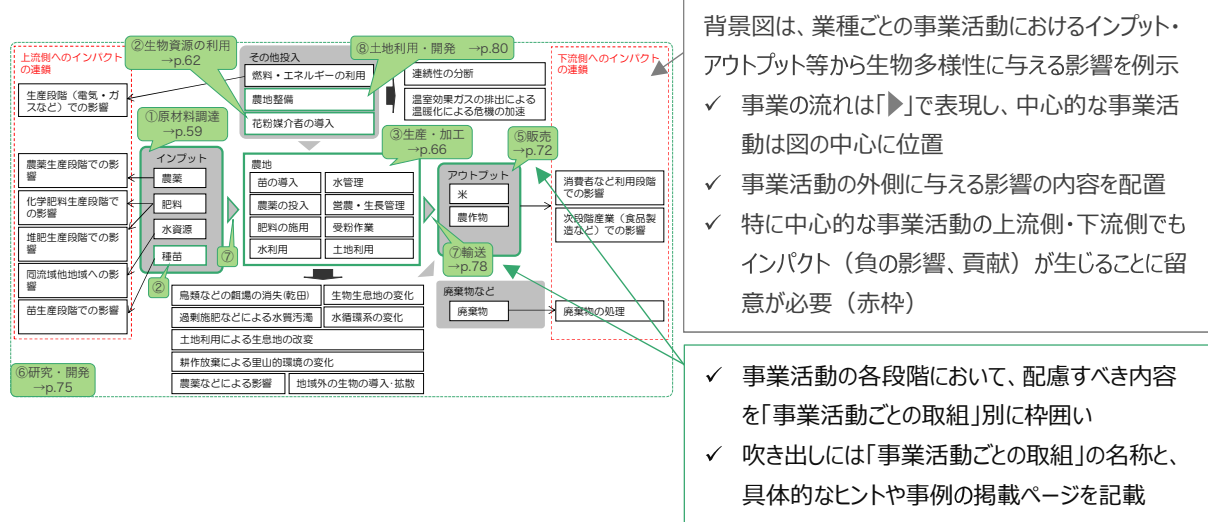 ②生物資源の利用
→p.62
その他投入
⑧土地利用・開発 →p.80
上流側へのインパクト
の連鎖
下流側へのインパクト
の連鎖
燃料・エネルギーの利用
連続性の分断
生産段階（電気・ガ
スなど）での影響
農地整備
温室効果ガスの排出による
温暖化による危機の加速
花粉媒介者の導入
①原材料調達
→p.59
③生産・加工
→p.66
⑤販売
→p.72
農薬生産段階での影
響
化学肥料生産段階で
の影響
堆肥生産段階での影
響
同流域他地域への影
響
苗生産段階での影響
インプット
農薬
肥料
水資源
種苗
②
⑦
農地
苗の導入
水管理
農薬の投入
営農・生長管理
肥料の施用
受粉作業
水利用
土地利用
アウトプット
米
農作物
消費者など利用段階
での影響
次段階産業（食品製
造など）での影響
⑦輸送
→p.78
鳥類などの餌場の消失(乾田)
生物生息地の変化
過剰施肥などによる水質汚濁
水循環系の変化
土地利用による生息地の改変
耕作放棄による里山的環境の変化
農薬などによる影響
地域外の生物の導入・拡散
廃棄物など
廃棄物
廃棄物の処理
⑥研究・開発
→p.75
背景図は、業種ごとの事業活動におけるインプット・
アウトプット等から生物多様性に与える影響を例示
✓ 事業の流れは「▶」で表現し、中心的な事業活
動は図の中心に位置
✓ 事業活動の外側に与える影響の内容を配置
✓ 特に中心的な事業活動の上流側・下流側でも
インパクト（負の影響、貢献）が生じることに留
意が必要（赤枠）
✓ 事業活動の各段階において、配慮すべき内容
を「事業活動ごとの取組」別に枠囲い
✓ 吹き出しには「事業活動ごとの取組」の名称と、
具体的なヒントや事例の掲載ページを記載